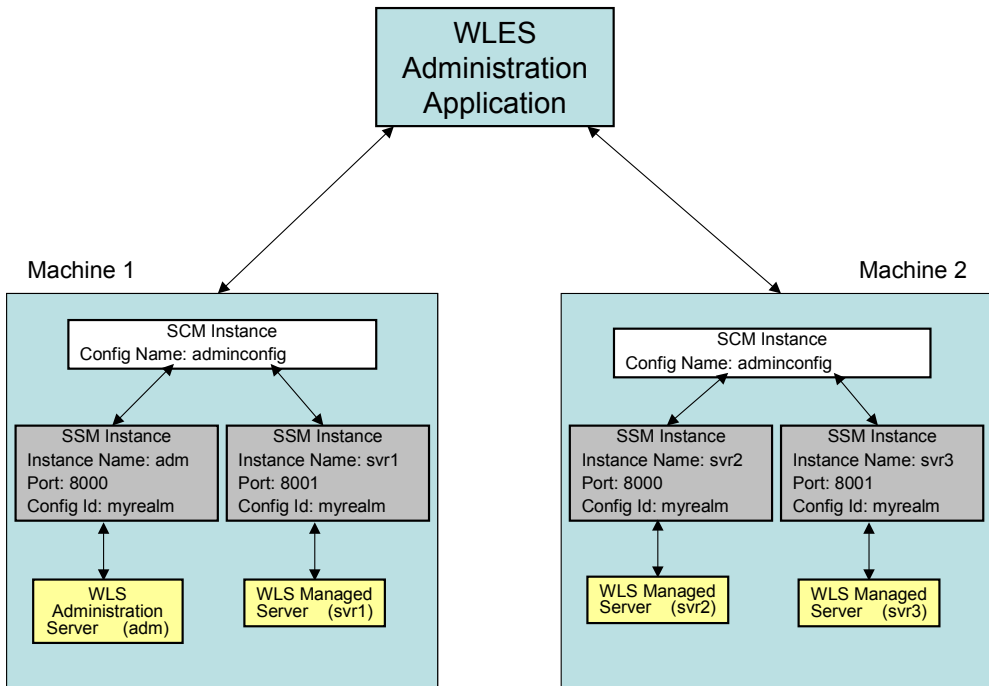 WLES
Administration
Application
Machine 1
SCM Instance
Config Name: adminconfig
SSM Instance
Instance Name: adm
Port: 8000
Config Id: myrealm
SSM Instance
Instance Name: svr1
Port: 8001
Config Id: myrealm
WLS
Administration
Server (adm)
WLS Managed
Server (svr1)
Machine 2
SCM Instance
Config Name: adminconfig
SSM Instance
Instance Name: svr2
Port: 8000
Config Id: myrealm
SSM Instance
Instance Name: svr3
Port: 8001
Config Id: myrealm
WLS Managed
Server (svr2)
WLS Managed
Server (svr3)